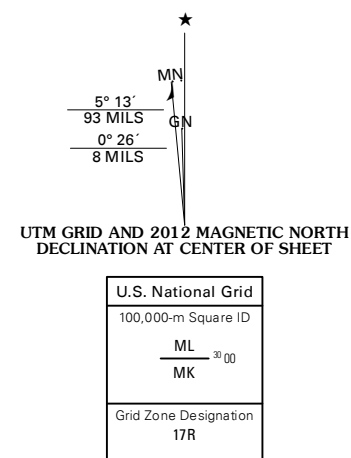 ★
MN
5° 13´
93 MILS
GN
0° 26´
8 MILS
UTM GRID AND 2012 MAGNETIC NORTH
DECLINATION AT CENTER OF SHEET
U.S. National Grid
100,000-m Square ID
ML
30 00
MK
Grid Zone Designation
17R